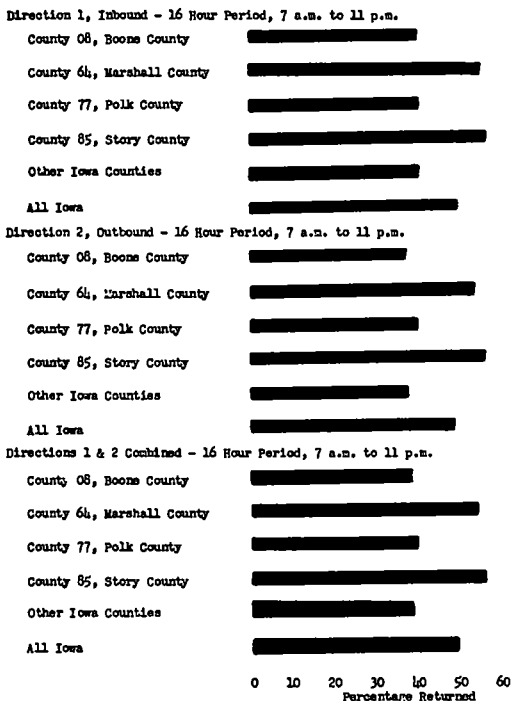 Direction 1, Inbound - 16 Hour Period, 7 a.m. to 11 p.m.
County 08, Boone County
County 64, Marshall County
County 77, Polk County
County 85, Story County
Other Iowa Counties
All Iowa
Direction 2, Outbound - 16 Hour Period, 7 a.m. to 11 p.m.
County 08, Boone County
County 64, Marshall County
County 77, Polk County
County 85, Story County
Other Iowa Counties
All Iowa
Directions 1 & 2 Combined - 16 Hour Period, 7 a.m. to 11 p.m.
County 08, Boone County
County 64, Marshall County
County 77, Polk County
County 85, Story County
Other Iowa Counties
All Iowa
0 10 20 30 40 50 60
Percentage Returned